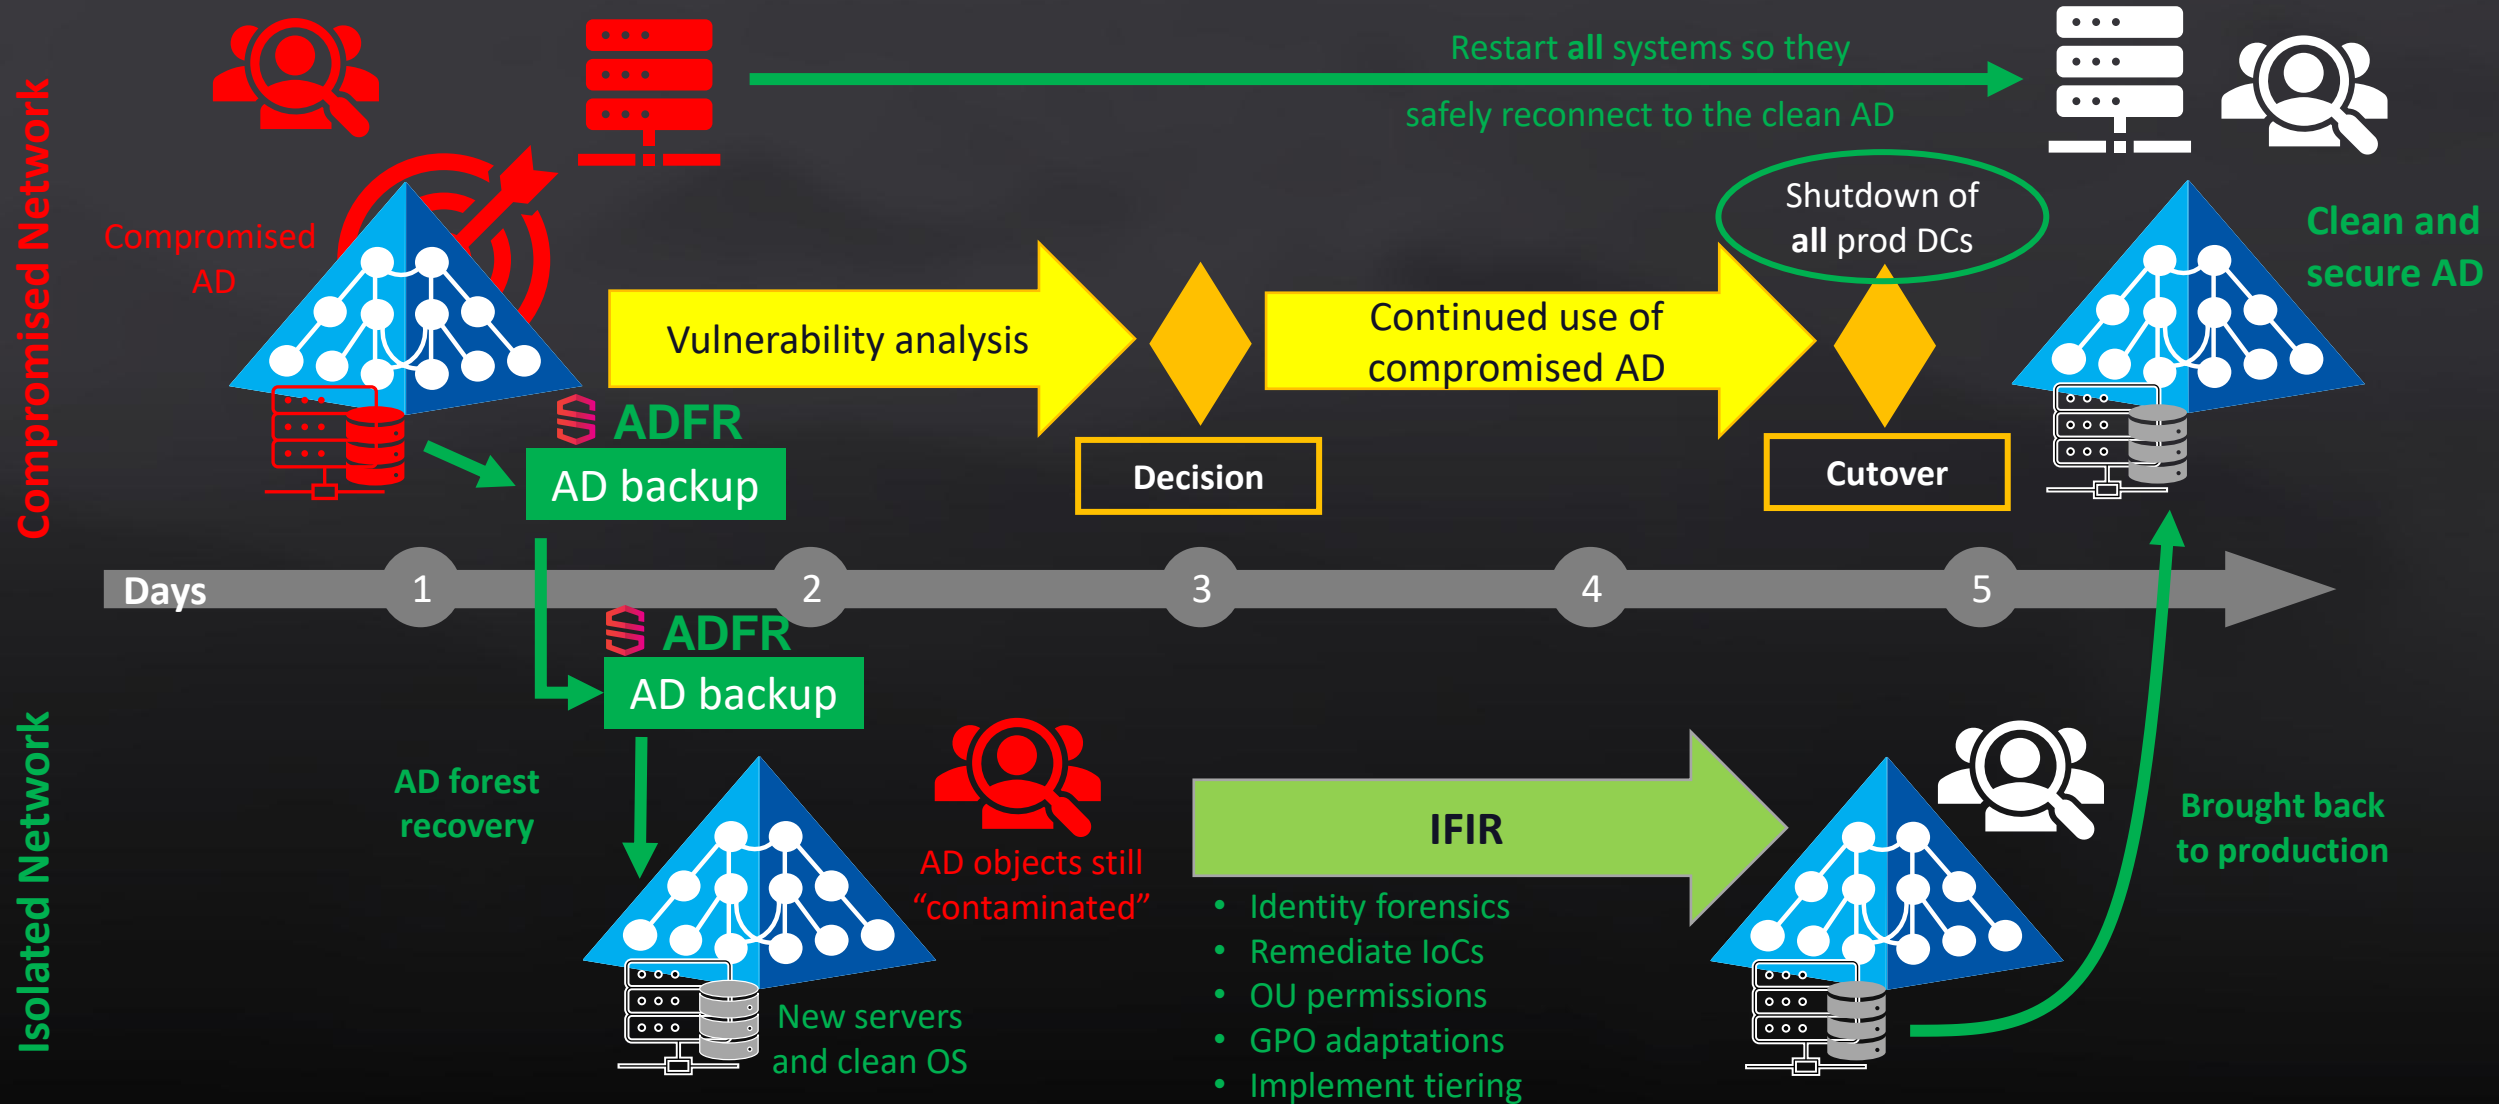 Compromised Network
Restart all systems so they
safely reconnect to the clean AD
Compromised
AD
Shutdown of
all prod DCs
Clean and
secure AD
Vulnerability analysis
Continued use of
compromised AD
ADFR
AD backup
Decision
Cutover
Days
1
2
3
4
5
Isolated Network
ADFR
AD backup
AD forest
recovery
AD objects still
“contaminated”
New servers
and clean OS
IFIR
• Identity forensics
• Remediate IoCs
• OU permissions
• GPO adaptations
• Implement tiering
Brought back
to production